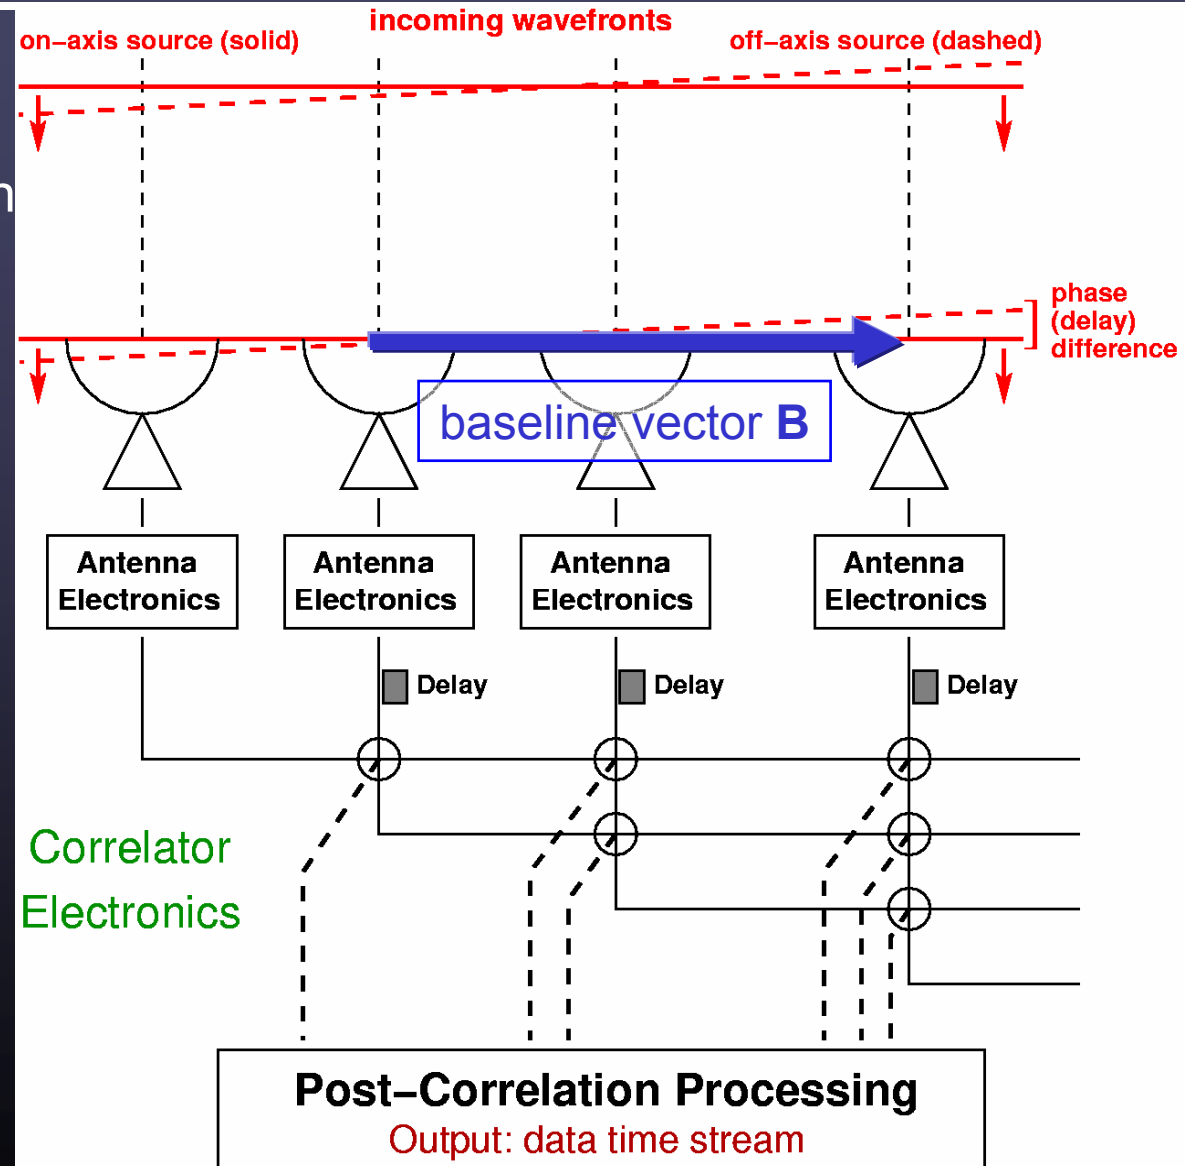 incoming wavefronts
on-axis source (solid)
off-axis source (dashed)
n
phase
(delay)
difference
baseline vector B
Antenna
Electronics
Antenna
Electronics
Antenna
Electronics
Antenna
Electronics
Delay
Delay
Delay
Correlator
Electronics
Post-Correlation Processing
Output: data time stream